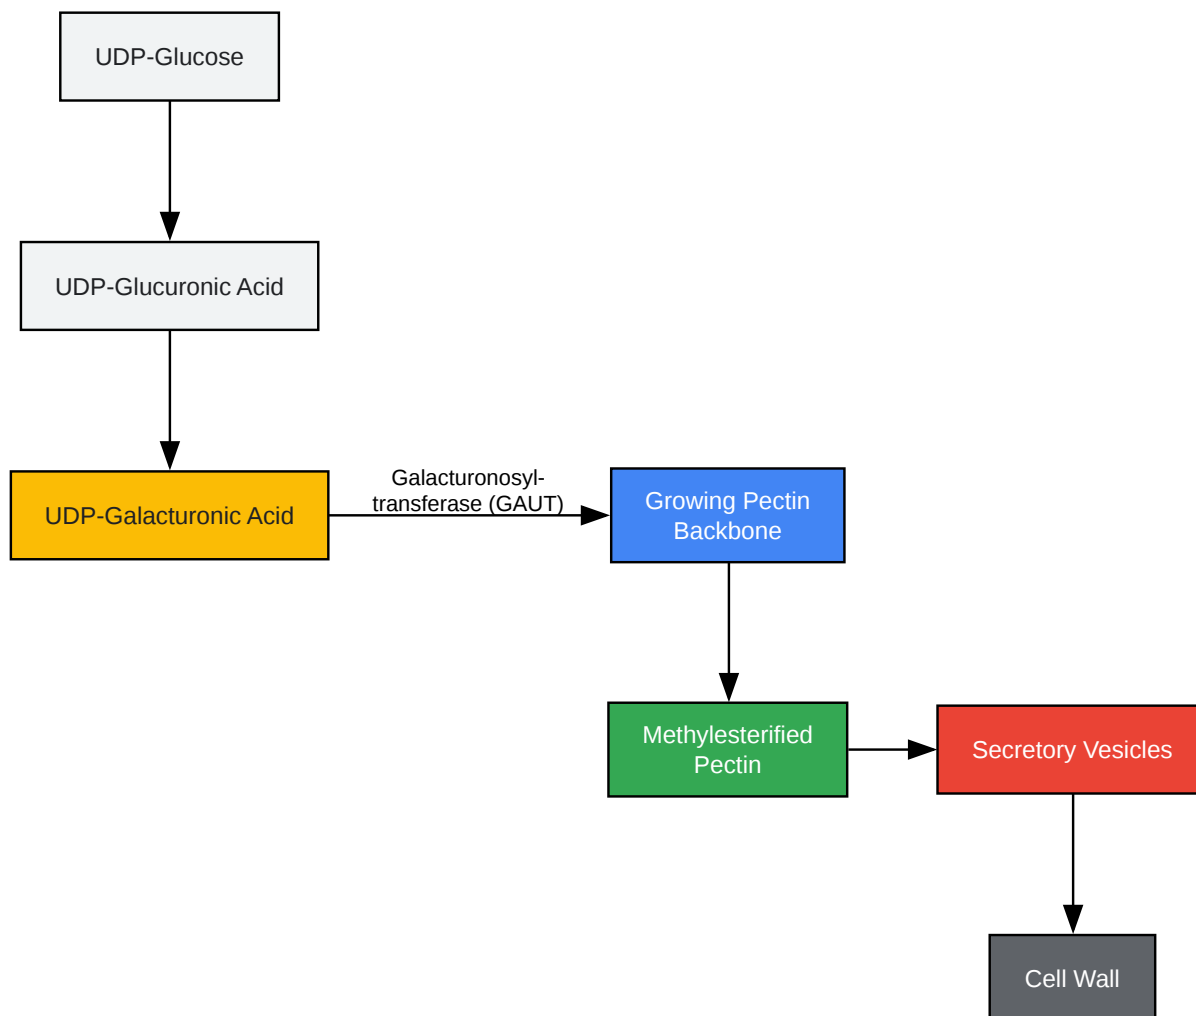 UDP-Glucose
UDP-Glucuronic Acid
UDP-Galacturonic Acid
Galacturonosyl-
transferase (GAUT)
Growing Pectin
Backbone
Methylesterified
Pectin
Secretory Vesicles
Cell Wall